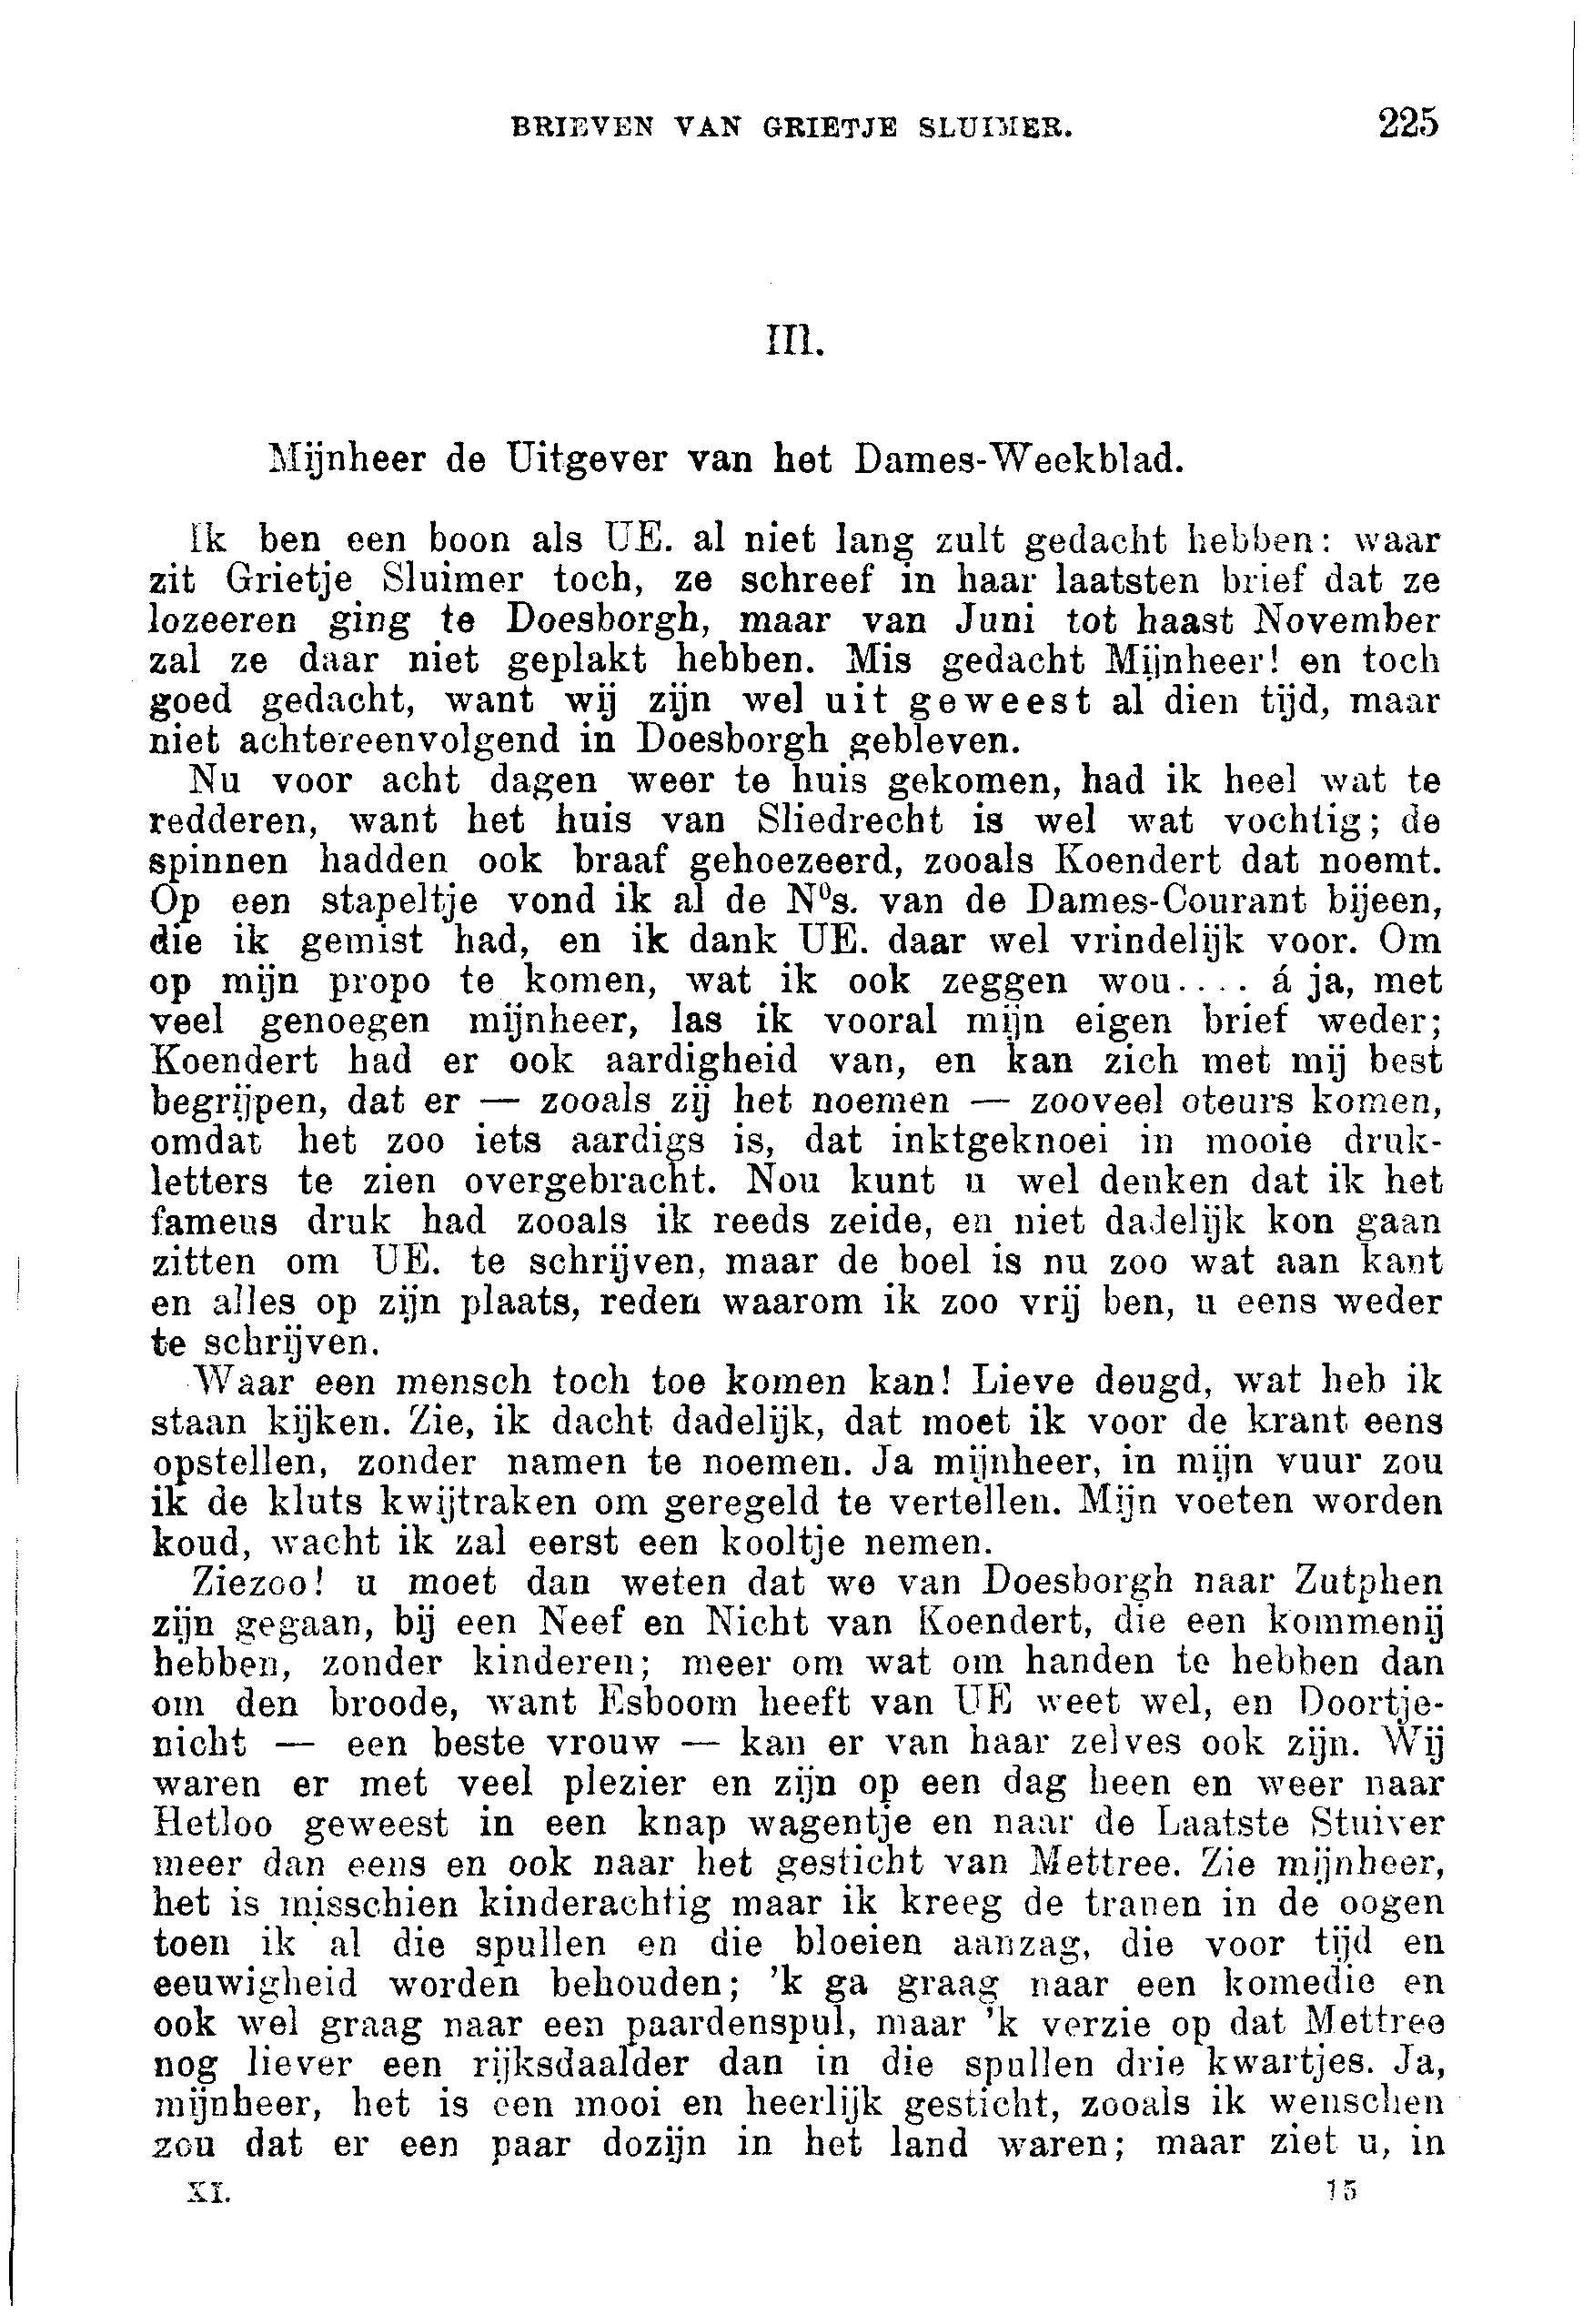 BRIEVEN VAN GRIETJE SLUIMER. 225
III.
Mijnheer de Uitgever van het Dames-Weekblad.
Ik ben een boon als UE. al niet lang zult gedacht hebben: waar
zit Grietje Sluimer toch, ze schreef in haar laatsten brief dat ze
lozeeren ging te Doesborgh, maar van Juni tot haast November
zal ze daar niet geplakt hebben. Mis gedacht Mijnheer! en toch
goed gedacht, want wij zijn wel uit geweest al dien tijd, maar
niet achtereenvolgend in Doesborgh gebleven.
Nu voor acht dagen weer te huis gekomen, had ik heel wat te
redderen, want het huis van Sliedrecht is wel wat vochtig; de
spinnen hadden ook braaf gehoezeerd, zooals Koendert dat noemt.
Op een stapeltje vond ik al de N⁰s. van de Dames-Courant bijeen,
die ik gemist had, en ik dank UE. daar wel vrindelijk voor. Om
op mijn propo te komen, wat ik ook zeggen wou.... á ja, met
veel genoegen mijnheer, las ik vooral mijn eigen brief weder;
Koendert had er ook aardigheid van, en kan zich met mij best
begrijpen, dat er — zooals zij het noemen — zooveel oteurs komen,
omdat het zoo iets aardigs is, dat inktgeknoei in mooie druk-
letters te zien overgebracht. Nou kunt u wel denken dat ik het
fameus druk had zooals ik reeds zeide, en niet dadelijk kon gaan
zitten om UE. te schrijven, maar de boel is nu zoo wat aan kant
en alles op zijn plaats, reden waarom ik zoo vrij ben, u eens weder
te schrijven.
Waar een mensch toch toe komen kan! Lieve deugd, wat heb ik
staan kijken. Zie, ik dacht dadelijk, dat moet ik voor de krant eens
opstellen, zonder namen te noemen. Ja mijnheer, in mijn vuur zou
ik de kluts kwijtraken om geregeld te vertellen. Mijn voeten worden
koud, wacht ik zal eerst een kooltje nemen.
Ziezoo! u moet dan weten dat we van Doesborgh naar Zutphen
zijn gegaan, bij een Neef en Nicht van Koendert, die een kommenij
hebben, zonder kinderen; meer om wat om handen te hebben dan
om den broode, want Esboom heeft van UE weet wel, en Doortje-
nicht — een beste vrouw — kan er van haar zelves ook zijn. Wij
waren er met veel plezier en zijn op een dag heen en weer naar
Hetloo geweest in een knap wagentje en naar de Laatste Stuiver
meer dan eens en ook naar het gesticht van Mettree. Zie mijnheer,
het is misschien kinderachtig maar ik kreeg de tranen in de oogen
toen ik al die spullen en die bloeien aanzag, die voor tijd en
eeuwigheid worden behouden; 'k ga graag naar een komedie en
ook wel graag naar een paardenspul, maar 'k verzie op dat Mettree
nog liever een rijksdaalder dan in die spullen drie kwartjes. Ja,
mijnheer, het is een mooi en heerlijk gesticht, zooals ik wenschen
zou dat er een paar dozijn in het land waren; maar ziet u, in
XI. 15